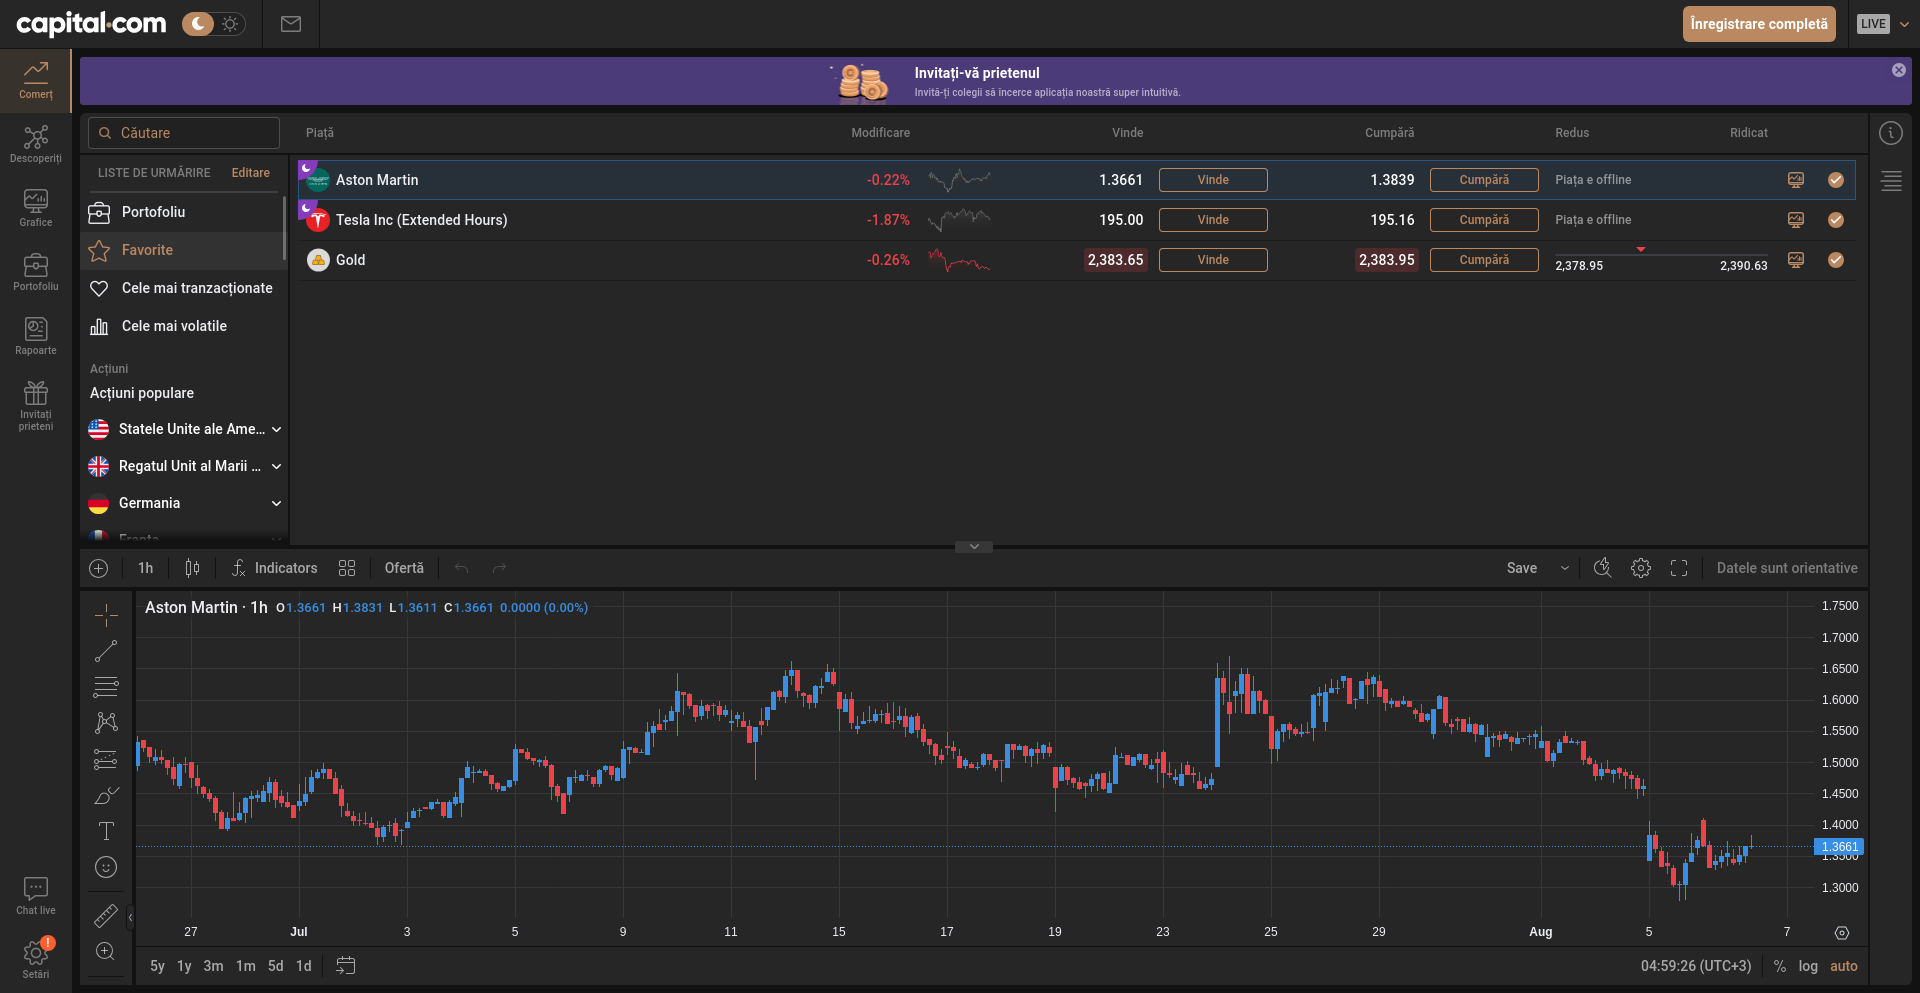 capital.com
Înregistrare completă
LIVE
Comerț
Descoperiți
Grafice
Portofoliu
Rapoarte
Invitați
prieteni
Chat live
!
Setări
Invitați-vă prietenul
Invită-ți colegii să încerce aplicația noastră super intuitivă.
Căutare
LISTE DE URMĂRIRE Editare
Portofoliu
Favorite
Cele mai tranzacționate
Cele mai volatile
Acțiuni
Acțiuni populare
Statele Unite ale Ame...
Regatul Unit al Marii ...
Germania
Franța
Piață Modificare Vinde Cumpără Redus Ridicat
Aston Martin -0.22% 1.3661 Vinde 1.3839 Cumpără Piața e offline
Tesla Inc (Extended Hours) -1.87% 195.00 Vinde 195.16 Cumpără Piața e offline
Gold -0.26% 2,383.65 Vinde 2,383.95 Cumpără 2,378.95 2,390.63
1h Indicators Ofertă Save Datele sunt orientative
Aston Martin · 1h O1.3661 H1.3831 L1.3611 C1.3661 0.0000 (0.00%)
1.7500
1.7000
1.6500
1.6000
1.5500
1.5000
1.4500
1.4000
1.3661
1.3500
1.3000
27 Jul 3 5 9 11 15 17 19 23 25 29 Aug 5 7
5y 1y 3m 1m 5d 1d 04:59:26 (UTC+3) % log auto